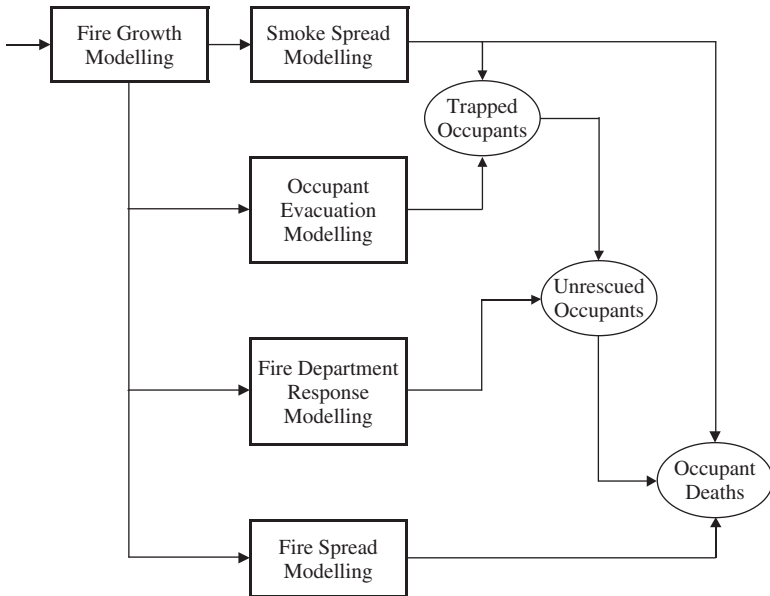 Fire Growth
Modelling
Smoke Spread
Modelling
Trapped
Occupants
Occupant
Evacuation
Modelling
Unrescued
Occupants
Fire Department
Response
Modelling
Occupant
Deaths
Fire Spread
Modelling